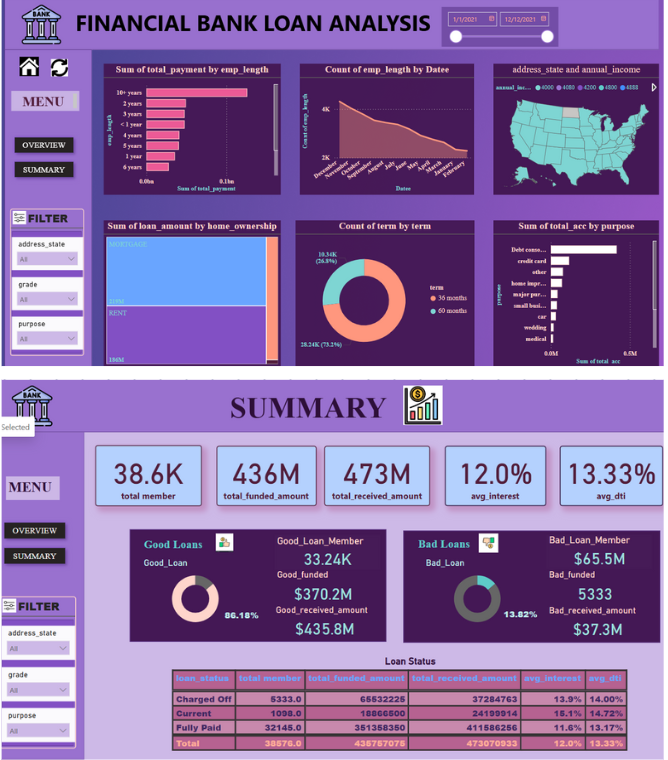 BANK
FINANCIAL BANK LOAN ANALYSIS
1/1/2021
12/12/2021
MENU
OVERVIEW
SUMMARY
FILTER
address_state
All
grade
All
purpose
All
Sum of total_payment by emp_length
emp_length
10+ years
2 years
3 years
< 1 year
4 years
5 years
1 year
6 years
0.0bn
0.1bn
Sum of total_payment
Count of emp_length by Datee
Count of emp_length
4K
2K
December
November
October
September
August
July
June
May
April
March
January
February
Datee
address_state and annual_income
annual_inc...
4000
4080
4200
4800
4888
Sum of loan_amount by home_ownership
MORTGAGE
RENT
186M
Count of term by term
10.34K
(26.8%)
28.24K (73.2%)
term
36 months
60 months
Sum of total_acc by purpose
purpose
Debt conso...
credit card
other
home impr...
major pur...
small busi...
car
wedding
medical
0.0M
0.5M
Sum of total_acc
BANK
SUMMARY
Selected
MENU
OVERVIEW
SUMMARY
FILTER
address_state
All
grade
All
purpose
All
38.6K
total member
436M
total_funded_amount
473M
total_received_amount
12.0%
avg_interest
13.33%
avg_dti
Good Loans
Good_Loan
86.18%
Good_Loan_Member
33.24K
Good_funded
$370.2M
Good_received_amount
$435.8M
Bad Loans
Bad_Loan
13.82%
Bad_Loan_Member
$65.5M
Bad_funded
5333
Bad_received_amount
$37.3M
Loan Status
loan_status total member total_funded_amount total_received_amount avg_interest avg_dti
Charged Off 5333.0 65532225 37284763 13.9% 14.00%
Current 1098.0 18866500 24199914 15.1% 14.72%
Fully Paid 32145.0 351358350 411586256 11.6% 13.17%
Total 38576.0 435757075 473070933 12.0% 13.33%